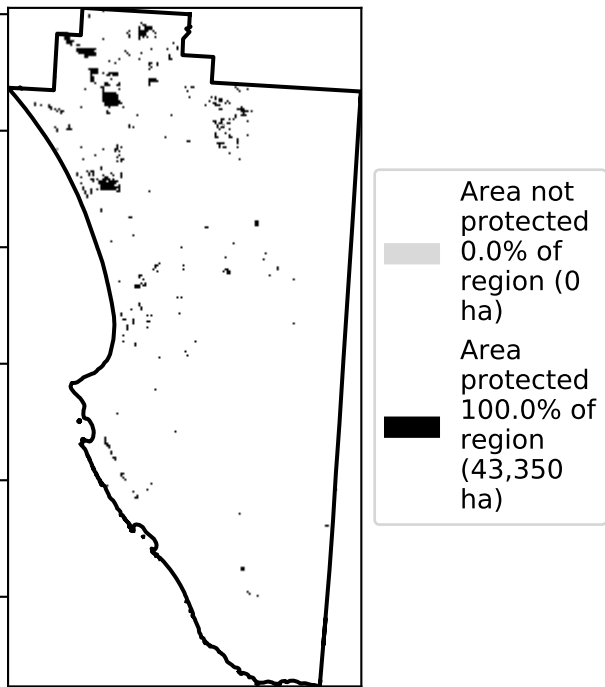 Area not
protected
0.0% of
region (0
ha)
Area
protected
100.0% of
region
(43,350
ha)